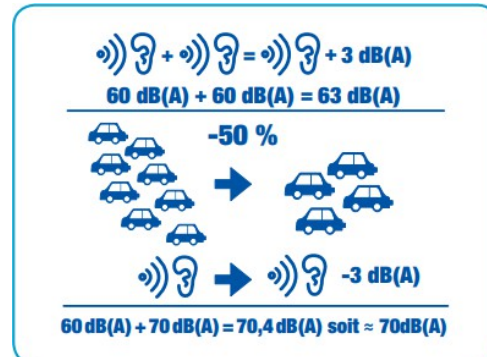 + = + 3 dB(A)
60 dB(A) + 60 dB(A) = 63 dB(A)
-50 %
-3 dB(A)
60 dB(A) + 70 dB(A) = 70,4 dB(A) soit ≈ 70dB(A)